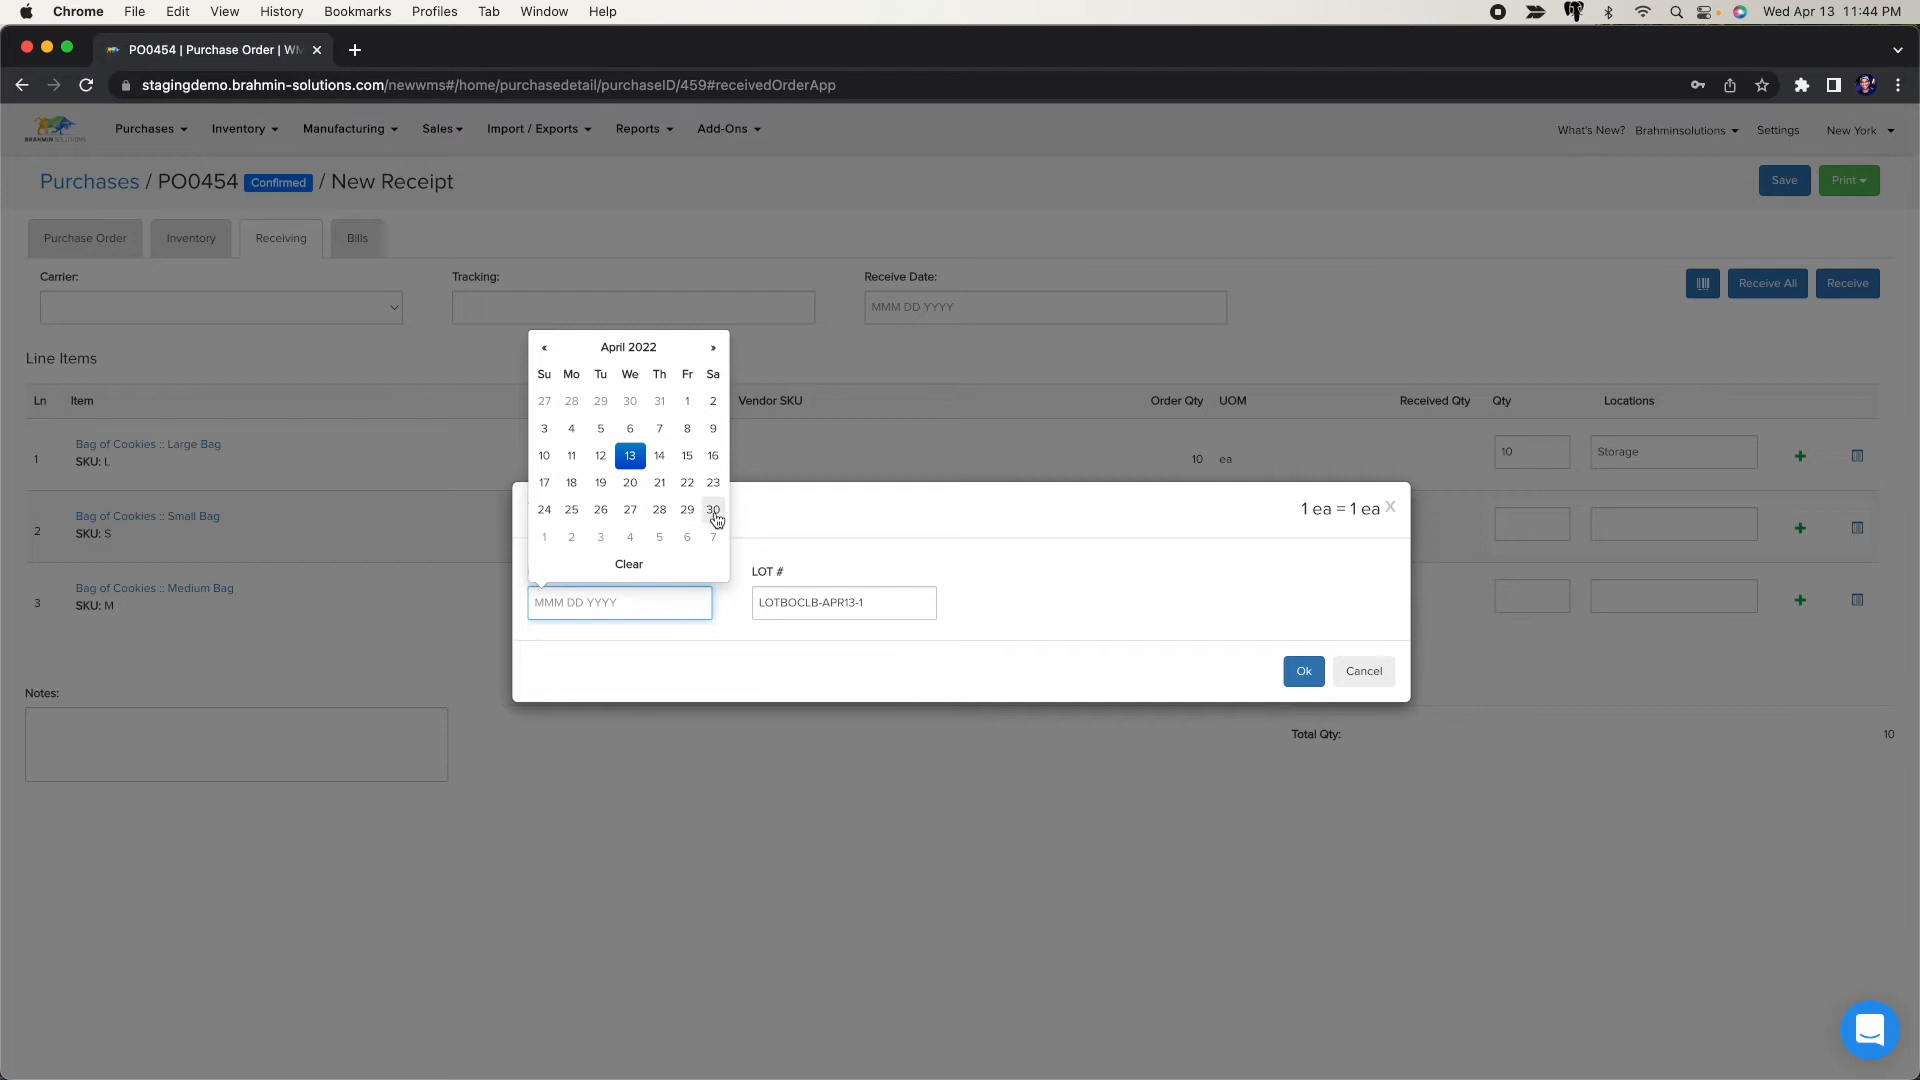 Chrome File Edit View History Bookmarks Profiles Tab Window Help Wed Apr 13 11:44 PM
PO0454 | Purchase Order | WM
stagingdemo.brahmin-solutions.com/newwms#/home/purchasedetail/purchaseID/459#receivedOrderApp
BRAHMIN SOLUTIONS Purchases Inventory Manufacturing Sales Import / Exports Reports Add-Ons What's New? Brahminsolutions Settings New York
Purchases / PO0454 Confirmed / New Receipt Save Print
Purchase Order Inventory Receiving Bills
Carrier: Tracking: Receive Date:
MMM DD YYYY Receive All Receive
Line Items
Ln Item Vendor SKU Order Qty UOM Received Qty Qty Locations
1 Bag of Cookies :: Large Bag 10 ea 10 Storage
SKU: L
2 Bag of Cookies :: Small Bag
SKU: S
3 Bag of Cookies :: Medium Bag
SKU: M
« April 2022 »
Su Mo Tu We Th Fr Sa
27 28 29 30 31 1 2
3 4 5 6 7 8 9
10 11 12 13 14 15 16
17 18 19 20 21 22 23
24 25 26 27 28 29 30
1 2 3 4 5 6 7
Clear
1 ea = 1 ea X
LOT #
MMM DD YYYY LOTBOCLB-APR13-1
Ok Cancel
Notes:
Total Qty: 10